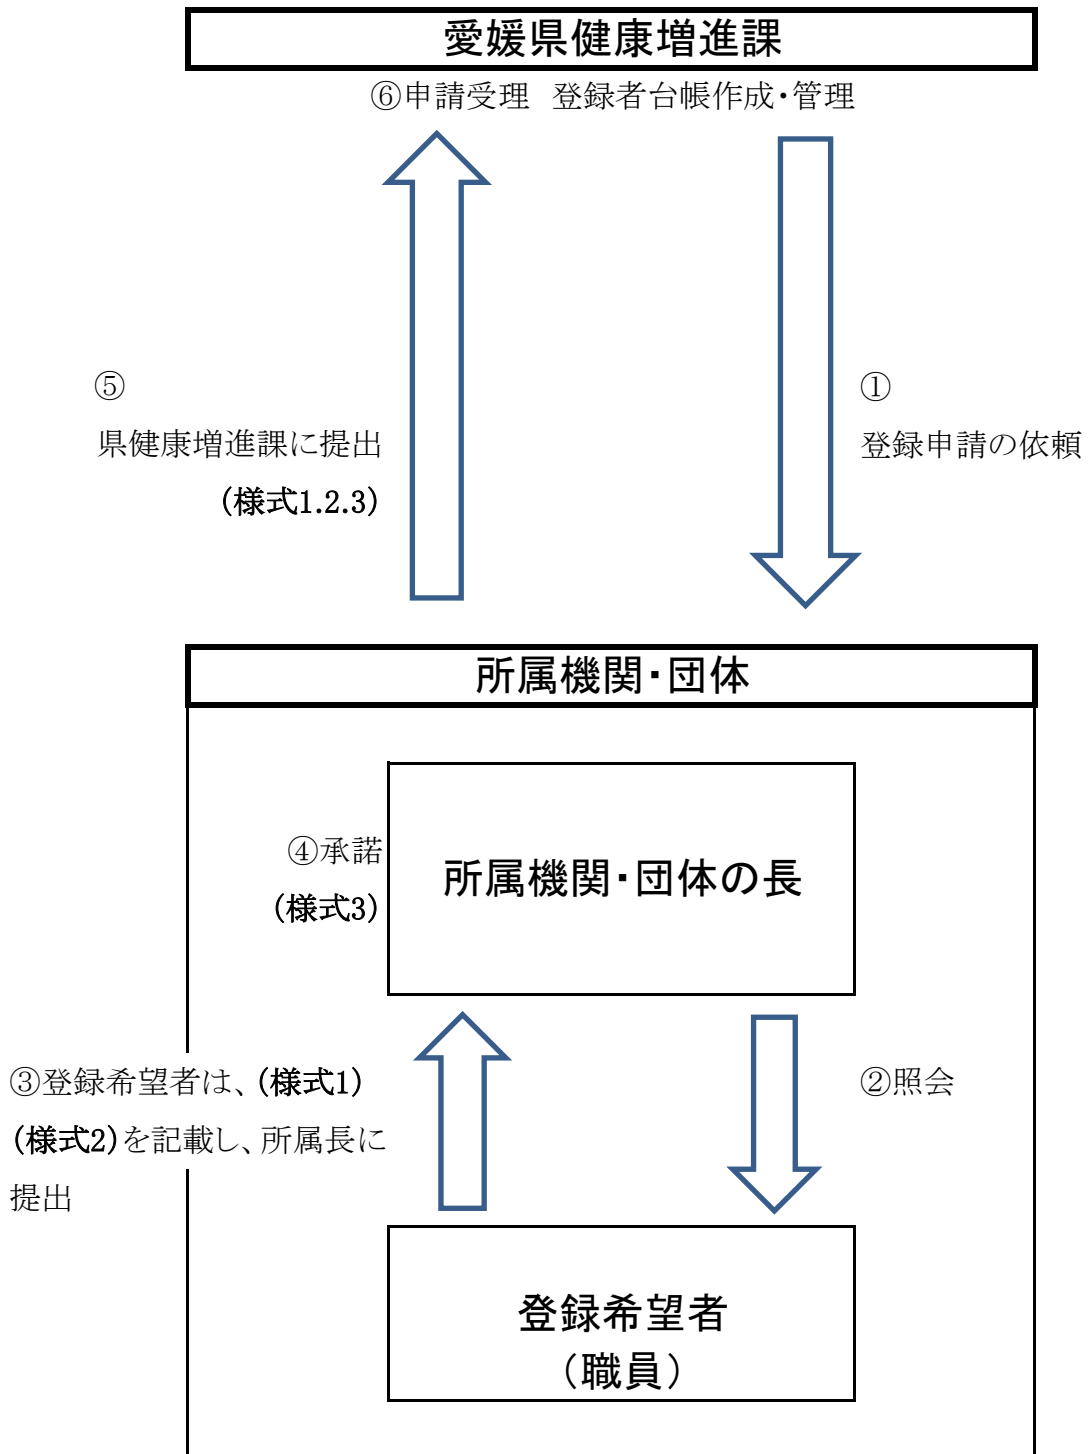 愛媛県健康増進課
⑥申請受理　登録者台帳作成・管理
⑤
県健康増進課に提出
(様式1.2.3)
①
登録申請の依頼
所属機関・団体
④承諾
(様式3)
所属機関・団体の長
③登録希望者は、(様式1)
(様式2)を記載し、所属長に
提出
②照会
登録希望者
（職員）